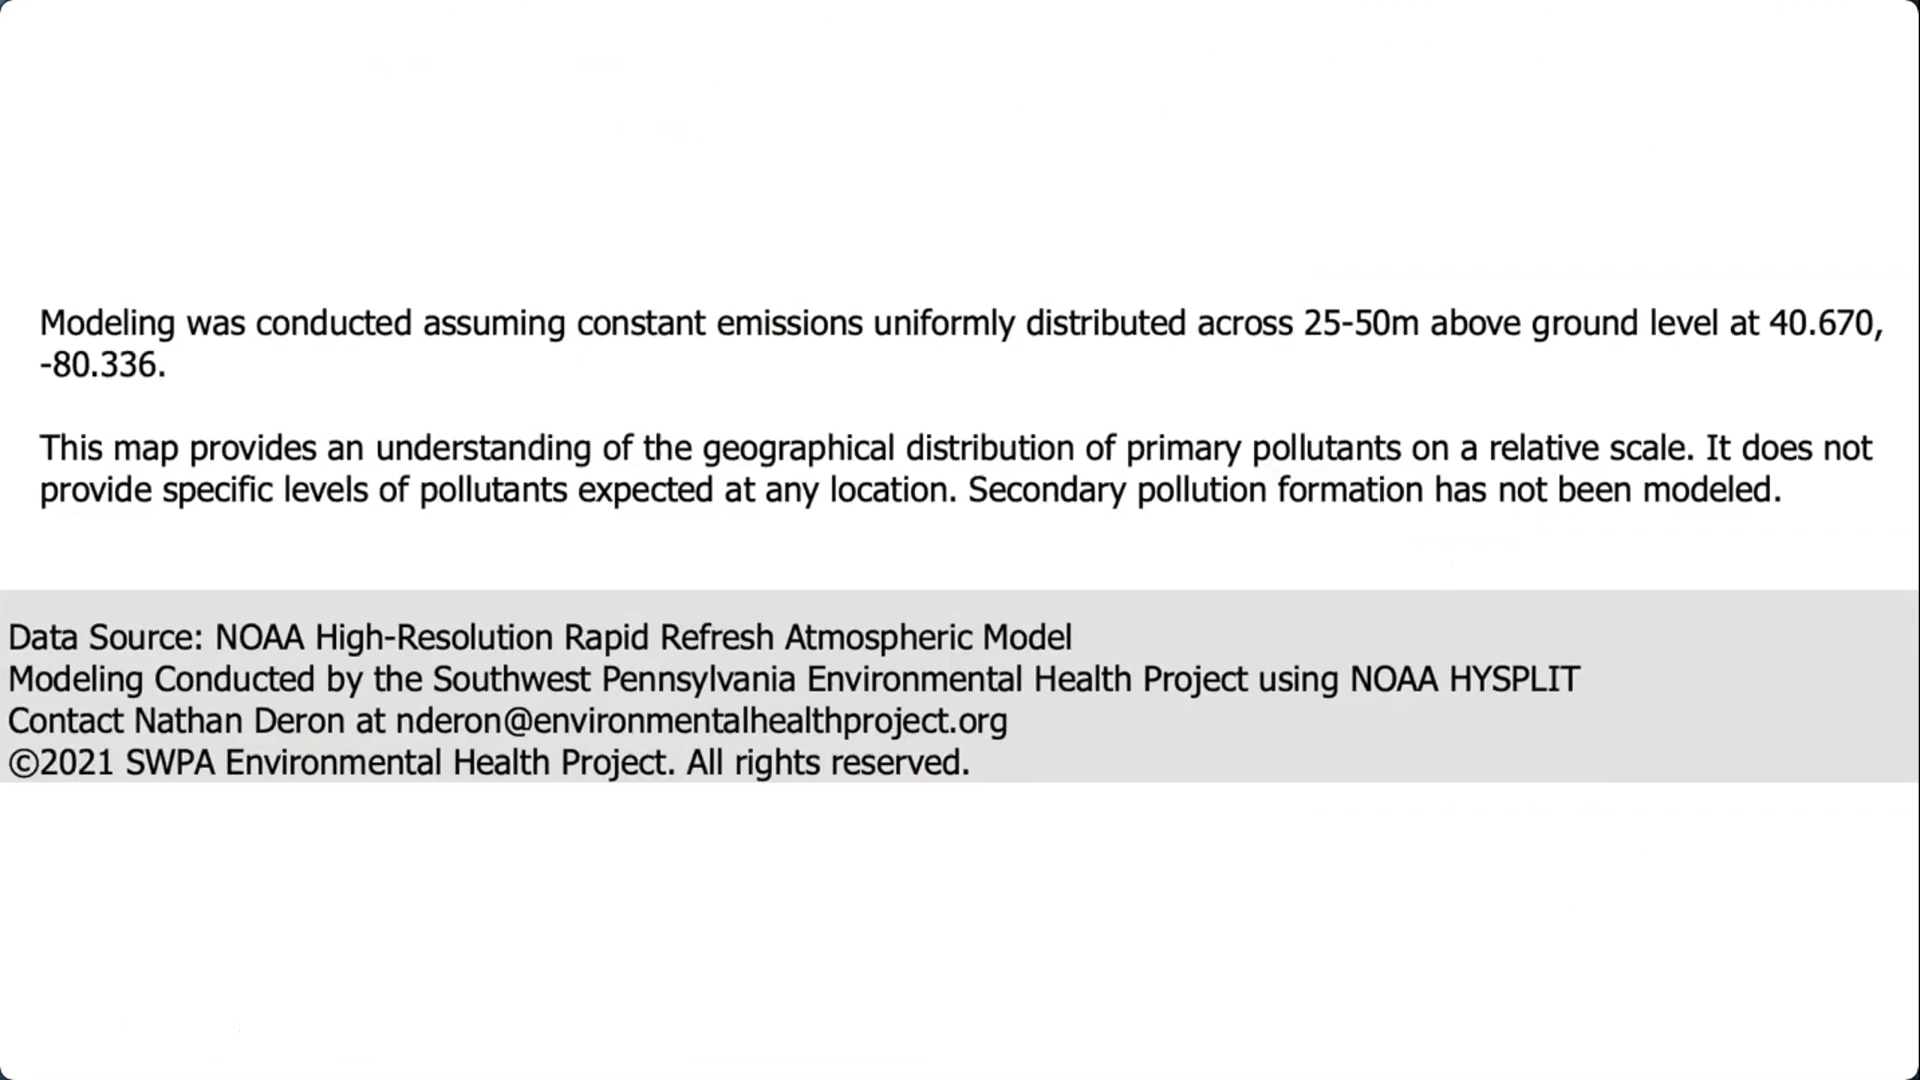 Modeling was conducted assuming constant emissions uniformly distributed across 25-50m above ground level at 40.670,
-80.336.
This map provides an understanding of the geographical distribution of primary pollutants on a relative scale. It does not
provide specific levels of pollutants expected at any location. Secondary pollution formation has not been modeled.
Data Source: NOAA High-Resolution Rapid Refresh Atmospheric Model
Modeling Conducted by the Southwest Pennsylvania Environmental Health Project using NOAA HYSPLIT
Contact Nathan Deron at nderon@environmentalhealthproject.org
©2021 SWPA Environmental Health Project. All rights reserved.